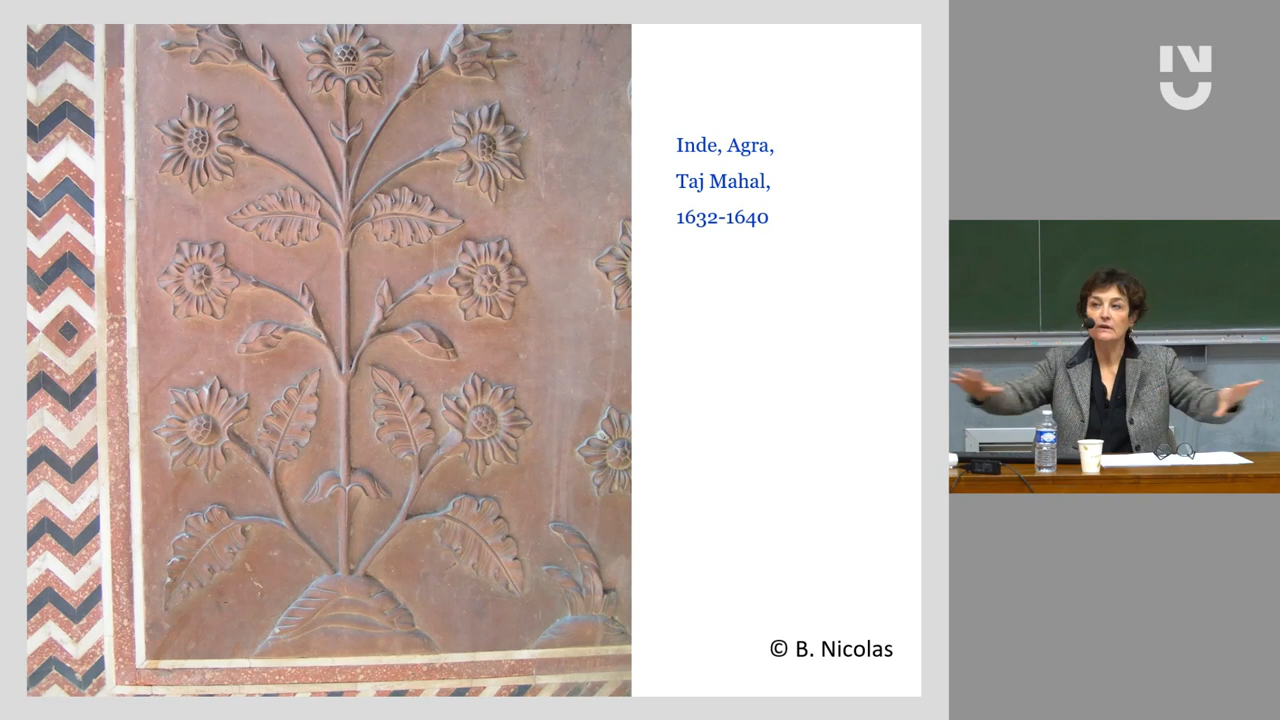 Inde, Agra,
Taj Mahal,
1632-1640
© B. Nicolas